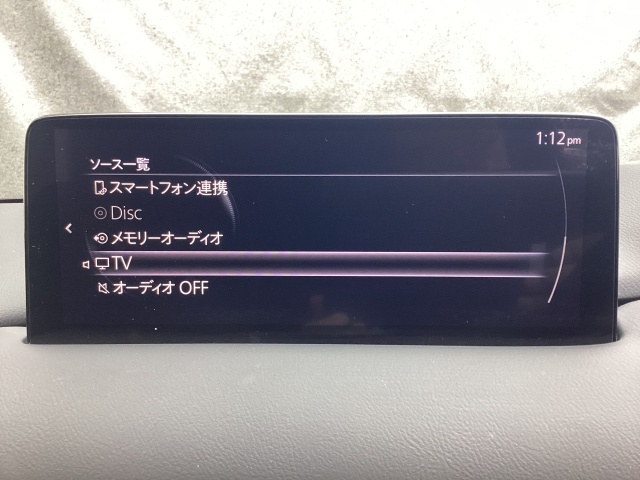 1:12pm
ソース一覧
スマートフォン連携
Disc
メモリーオーディオ
TV
オーディオ OFF